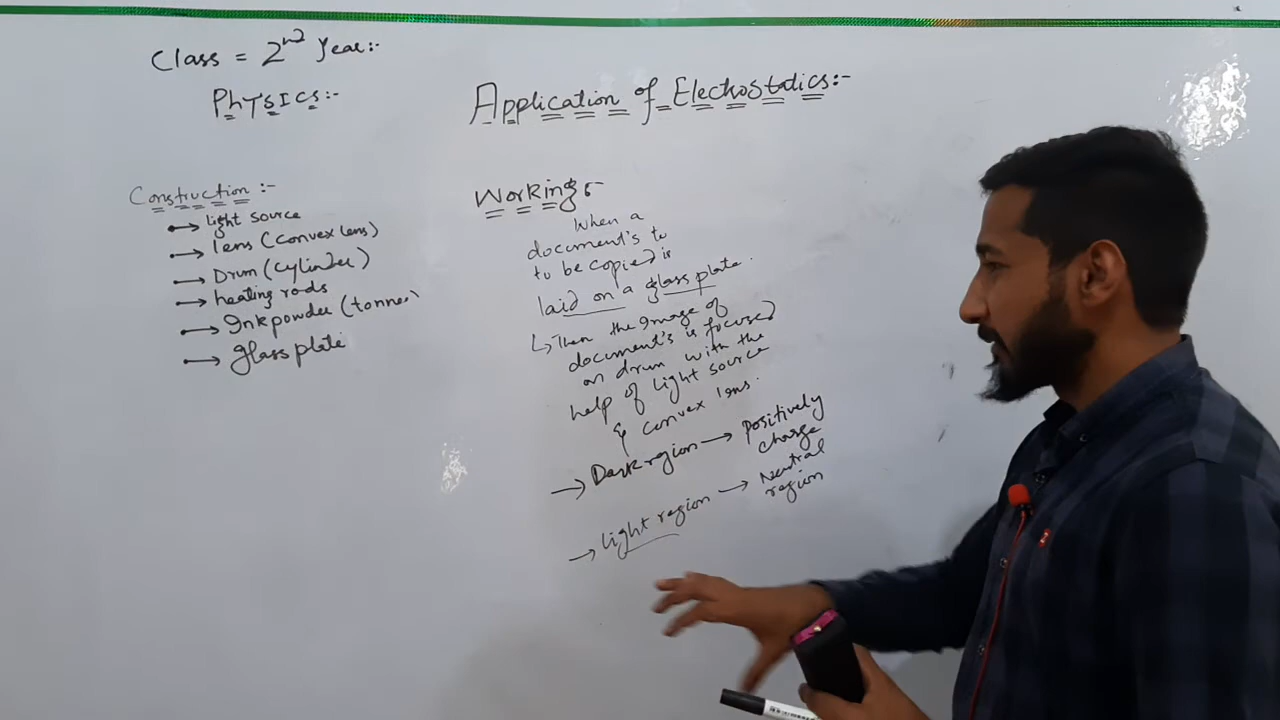 Class = 2nd Year:-
PhYSICS:-
Application of Electrostatics:-
Construction:-
→ light source
→ lens (convex lens)
→ Drum (cylinder)
→ heating rods
→ Ink powder (tonner)
→ glass plate
Working:-
When a
document's to
to be copied is
laid on a glass plate.
↳ Then the Image of
document's is focused
on drum with the
help of light source
& convex lens.
→ Dark region → positively
charge
→ light region → Neutral
region